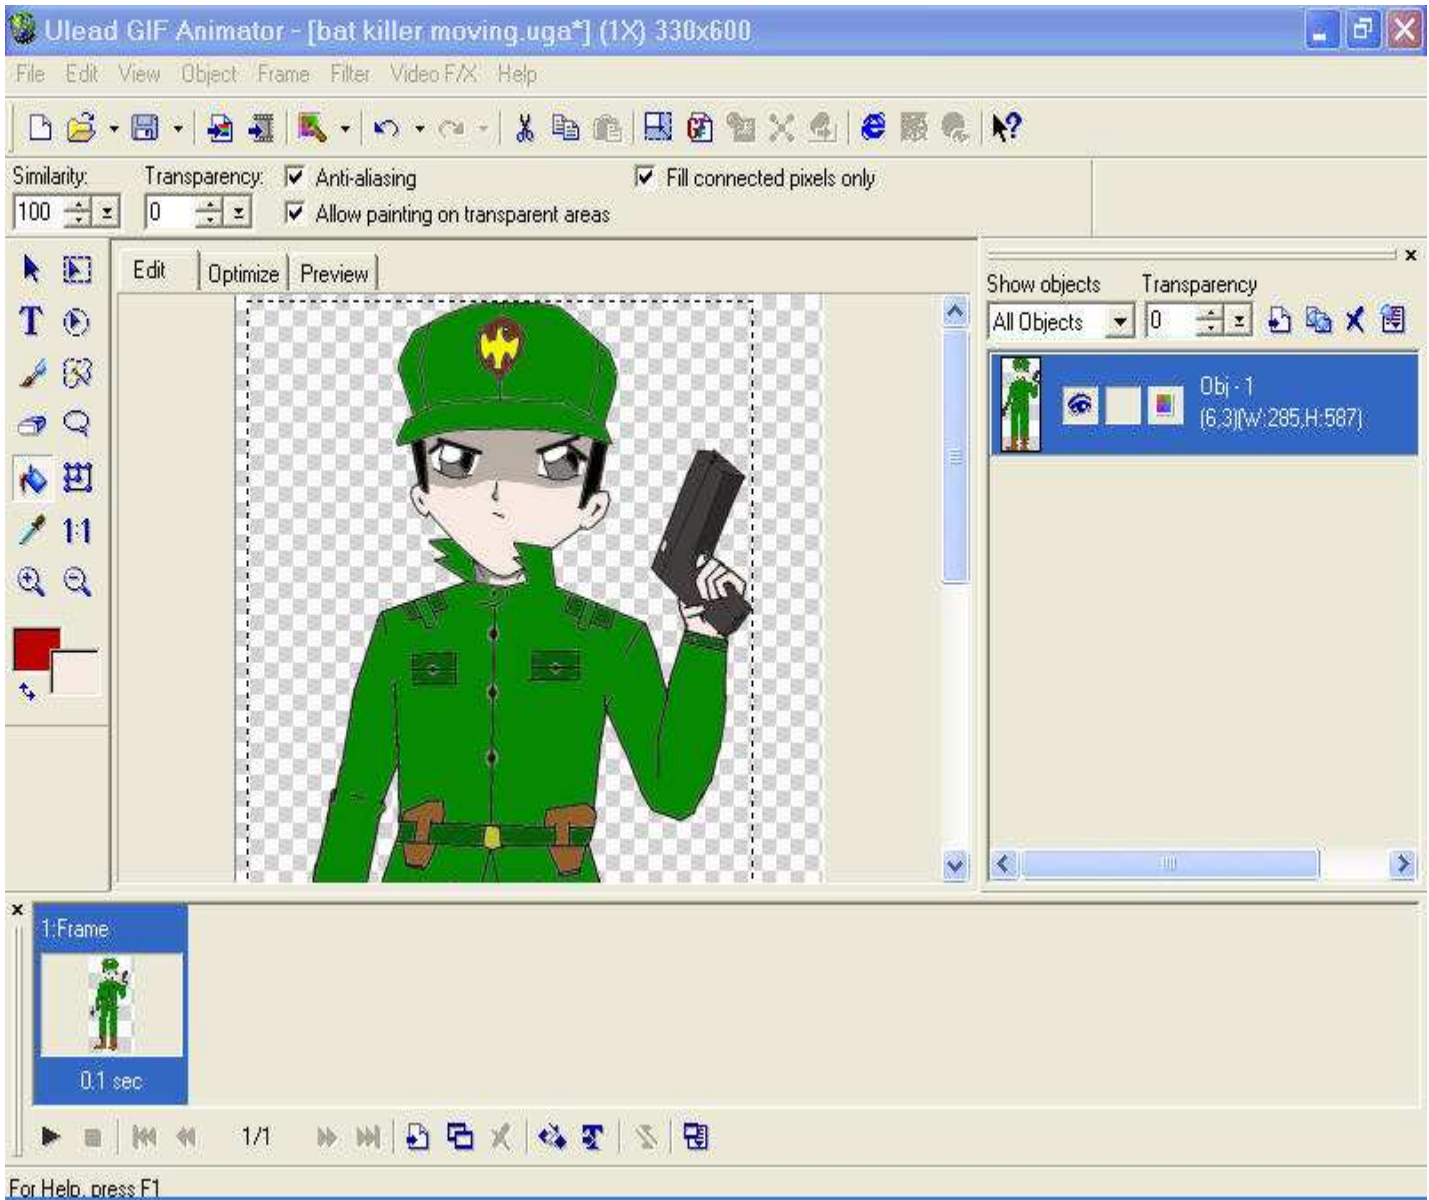 Ulead GIF Animator - [bat killer moving.uga*] (1X) 330x600
File Edit View Object Frame Filter Video F/X Help
Similarity: Transparency: Anti-aliasing Fill connected pixels only
100 0 Allow painting on transparent areas
Edit Optimize Preview
Show objects Transparency
All Objects 0
Obj - 1
(6,3)(W:285,H:587)
T
1:1
1:Frame
0.1 sec
1/1
For Help, press F1